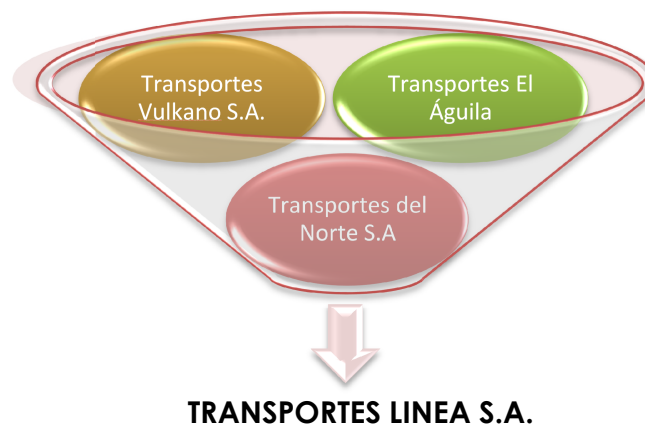 Transportes
Vulkano S.A.
Transportes El
Águila
Transportes del
Norte S.A
TRANSPORTES LINEA S.A.